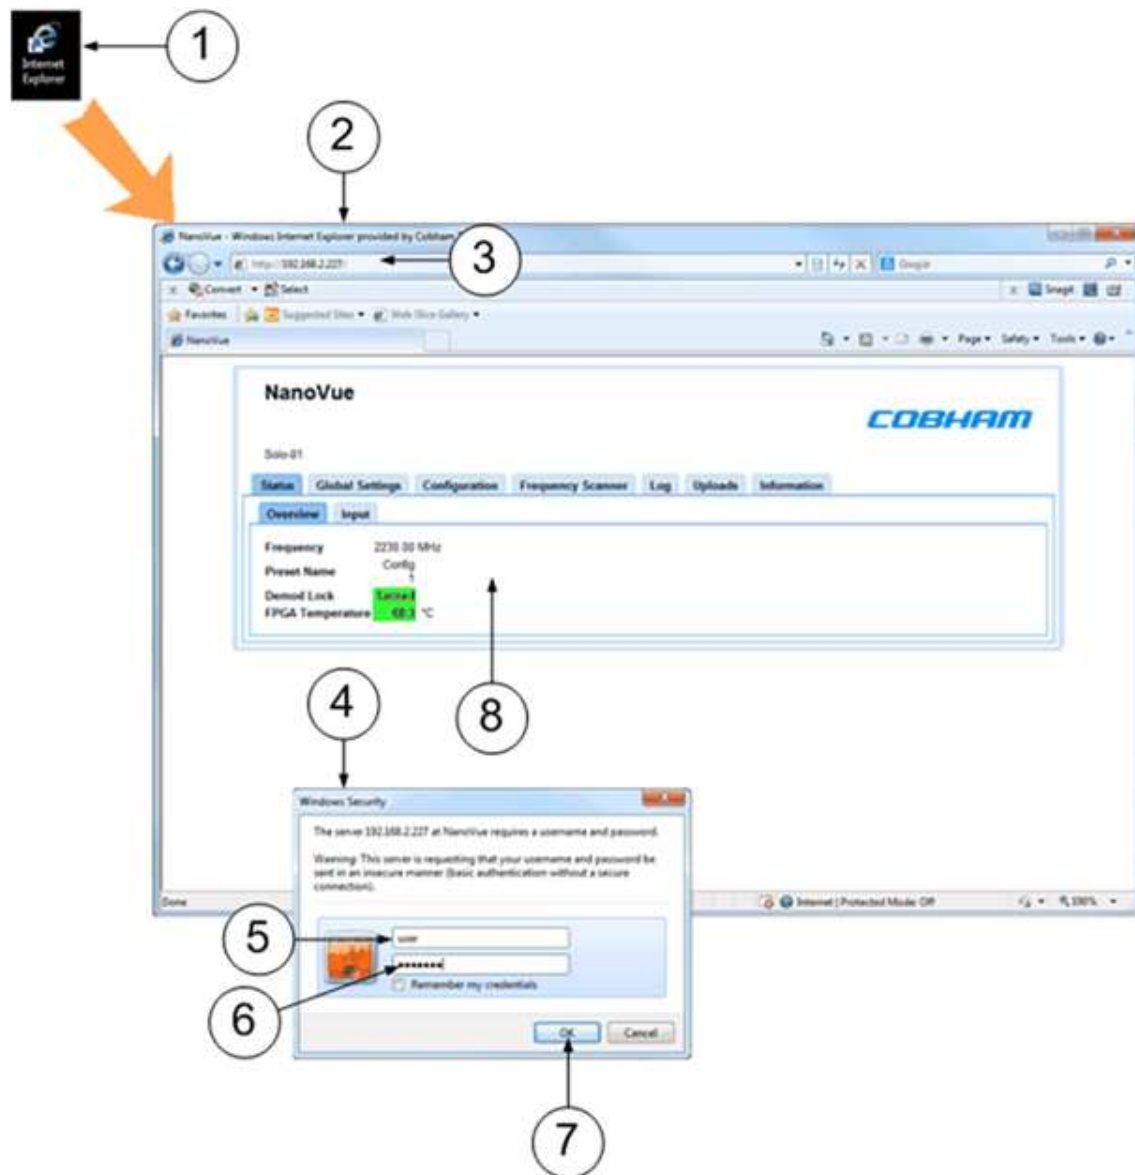 1
Internet
Explorer
2
NanoVue - Windows Internet Explorer provided by Cobham
3
http://192.168.2.227/
Google
x Convert Select
x SnagIt
Favorites Suggested Sites Web Slice Gallery
NanoVue
Page Safety Tools
NanoVue
COBHAM
Solo-01
Status Global Settings Configuration Frequency Scanner Log Uploads Information
Overview Input
Frequency 2230.00 MHz
Preset Name Config
1
Demod Lock Locked
FPGA Temperature °C
4
8
Windows Security
The server 192.168.2.227 at NanoVue requires a username and password.
Warning: This server is requesting that your username and password be
sent in an insecure manner (basic authentication without a secure
connection).
Done
Internet | Protected Mode: Off
100%
5
user
•••••••
Remember my credentials
6
OK Cancel
7